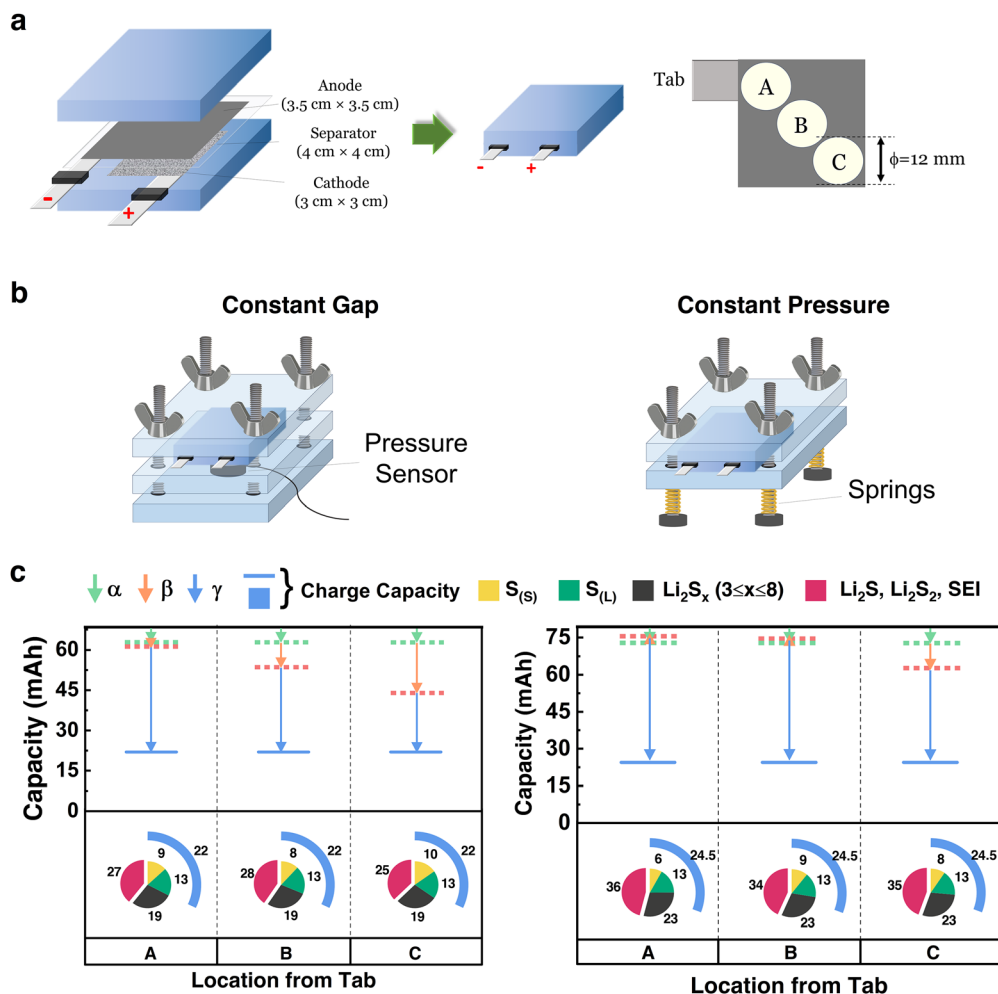 a
Anode
(3.5 cm × 3.5 cm)
Separator
(4 cm × 4 cm)
Cathode
(3 cm × 3 cm)
-
+
-
+
Tab
A
B
C
ϕ=12 mm
b
Constant Gap
Constant Pressure
Pressure
Sensor
Springs
c
α β γ } Charge Capacity S(S) S(L) Li₂Sₓ (3≤x≤8) Li₂S, Li₂S₂, SEI
Capacity (mAh)
60
45
30
15
0
9 22
27 13
19
8 22
28 13
19
10 22
25 13
19
A B C
Location from Tab
Capacity (mAh)
75
60
45
30
15
0
6 24.5
36 13
23
9 24.5
34 13
23
8 24.5
35 13
23
A B C
Location from Tab